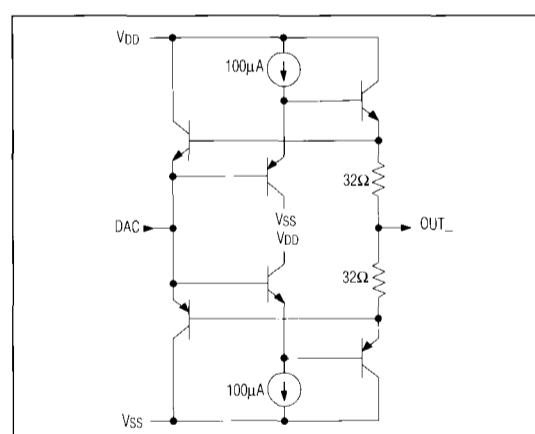 VDD
100μA
32Ω
VSS
DAC
OUT_
VDD
32Ω
100μA
VSS